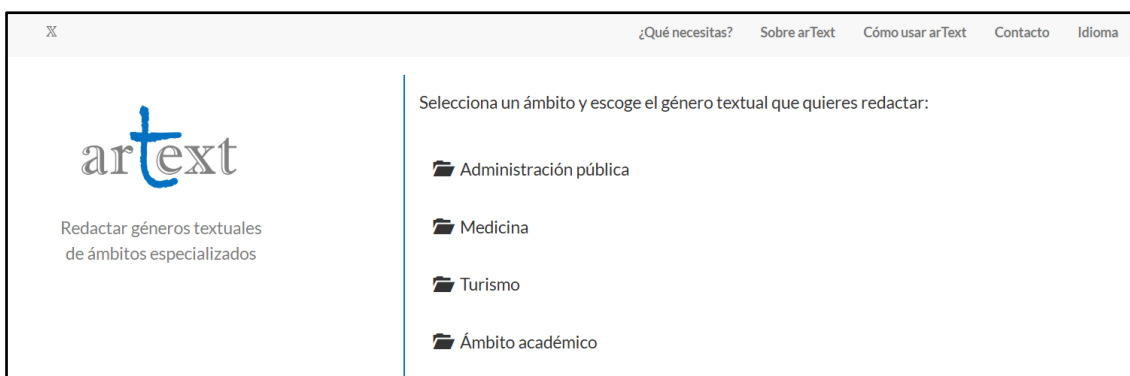 𝕏
¿Qué necesitas? Sobre arText Cómo usar arText Contacto Idioma
artext
Redactar géneros textuales
de ámbitos especializados
Selecciona un ámbito y escoge el género textual que quieres redactar:
Administración pública
Medicina
Turismo
Ámbito académico